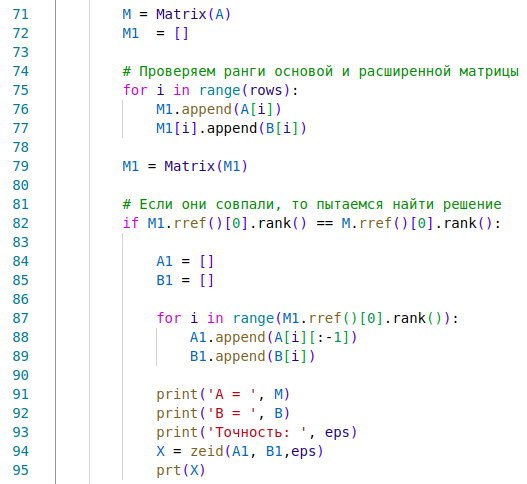 71 M = Matrix(A)
72 M1  = []
73
74 # Проверяем ранги основой и расширенной матрицы
75 for i in range(rows):
76 M1.append(A[i])
77 M1[i].append(B[i])
78
79 M1 = Matrix(M1)
80
81 # Если они совпали, то пытаемся найти решение
82 if M1.rref()[0].rank() == M.rref()[0].rank():
83
84 A1 = []
85 B1 = []
86
87 for i in range(M1.rref()[0].rank()):
88 A1.append(A[i][:-1])
89 B1.append(B[i])
90
91 print('A = ', M)
92 print('B = ', B)
93 print('Точность: ', eps)
94 X = zeid(A1, B1,eps)
95 prt(X)